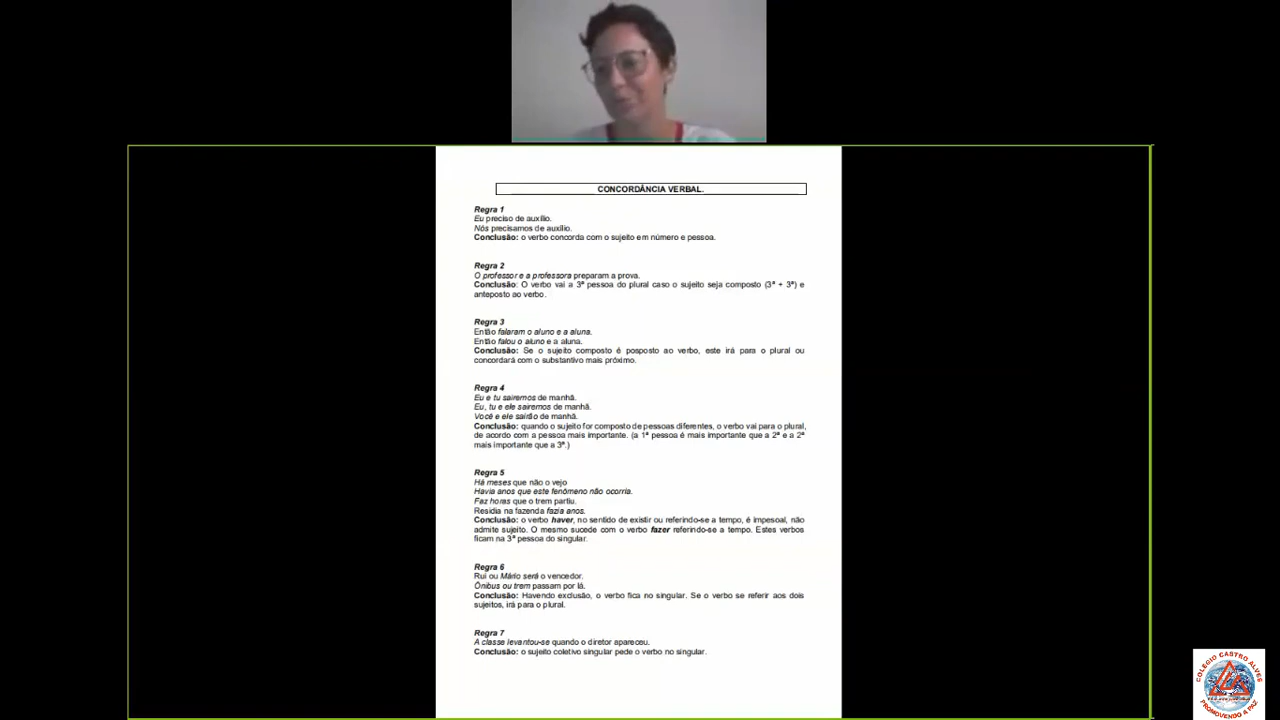 CONCORDÂNCIA VERBAL.
Regra 1
Eu preciso de auxílio.
Nós precisamos de auxílio.
Conclusão: o verbo concorda com o sujeito em número e pessoa.
Regra 2
O professor e a professora preparam a prova.
Conclusão: O verbo vai a 3ª pessoa do plural caso o sujeito seja composto (3ª + 3ª) e
anteposto ao verbo.
Regra 3
Então falaram o aluno e a aluna.
Então falou o aluno e a aluna.
Conclusão: Se o sujeito composto é posposto ao verbo, este irá para o plural ou
concordará com o substantivo mais próximo.
Regra 4
Eu e tu sairemos de manhã.
Eu, tu e ele sairemos de manhã.
Você e ele sairão de manhã.
Conclusão: quando o sujeito for composto de pessoas diferentes, o verbo vai para o plural,
de acordo com a pessoa mais importante. (a 1ª pessoa é mais importante que a 2ª e a 2ª
mais importante que a 3ª.)
Regra 5
Há meses que não o vejo
Havia anos que este fenômeno não ocorria.
Faz horas que o trem partiu.
Residia na fazenda fazia anos.
Conclusão: o verbo haver, no sentido de existir ou referindo-se a tempo, é impesoal, não
admite sujeito. O mesmo sucede com o verbo fazer referindo-se a tempo. Estes verbos
ficam na 3ª pessoa do singular.
Regra 6
Rui ou Mário será o vencedor.
Ônibus ou trem passam por lá.
Conclusão: Havendo exclusão, o verbo fica no singular. Se o verbo se referir aos dois
sujeitos, irá para o plural.
Regra 7
A classe levantou-se quando o diretor apareceu.
Conclusão: o sujeito coletivo singular pede o verbo no singular.
COLÉGIO CASTRO ALVES
PROMOVENDO A PAZ